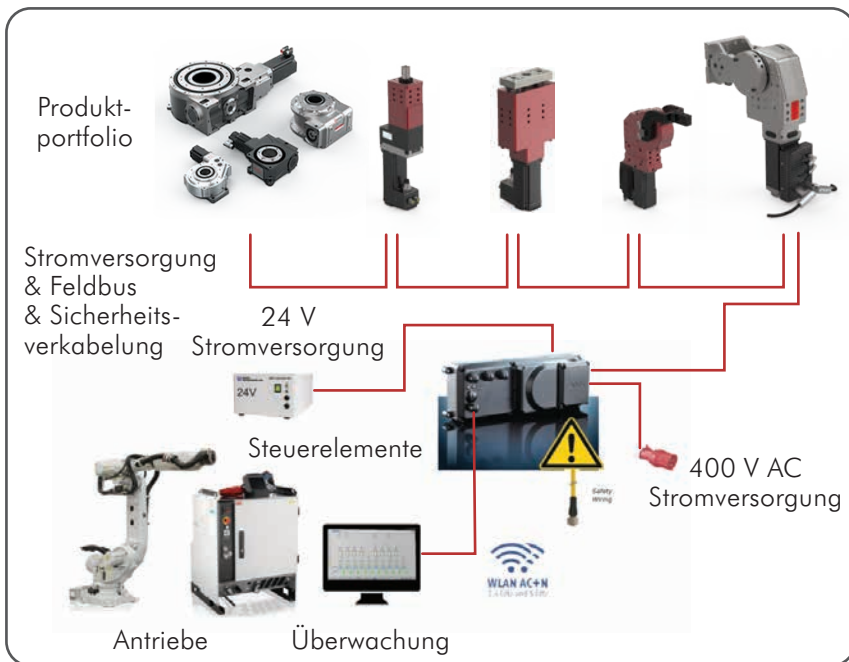 Produkt-
portfolio
Stromversorgung
& Feldbus
& Sicherheits-
verkabelung
24 V
Stromversorgung
24V
Steuerelemente
Safety
Wiring
400 V AC
Stromversorgung
WLAN AC+N
Antriebe
Überwachung